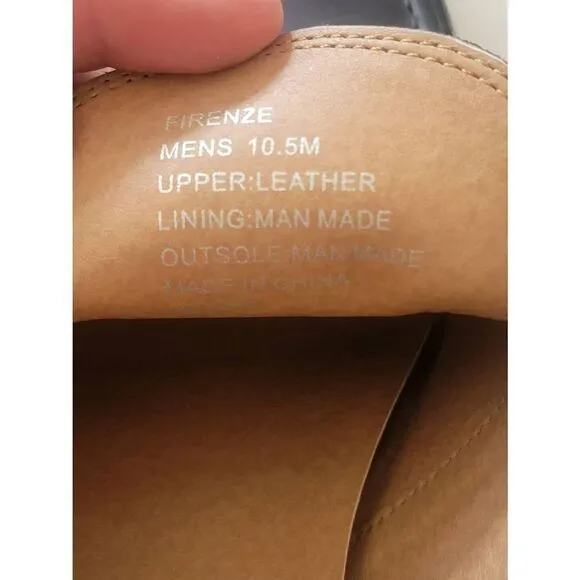 FIRENZE
MENS 10.5M
UPPER:LEATHER
LINING:MAN MADE
OUTSOLE:MAN MADE
MADE IN CHINA